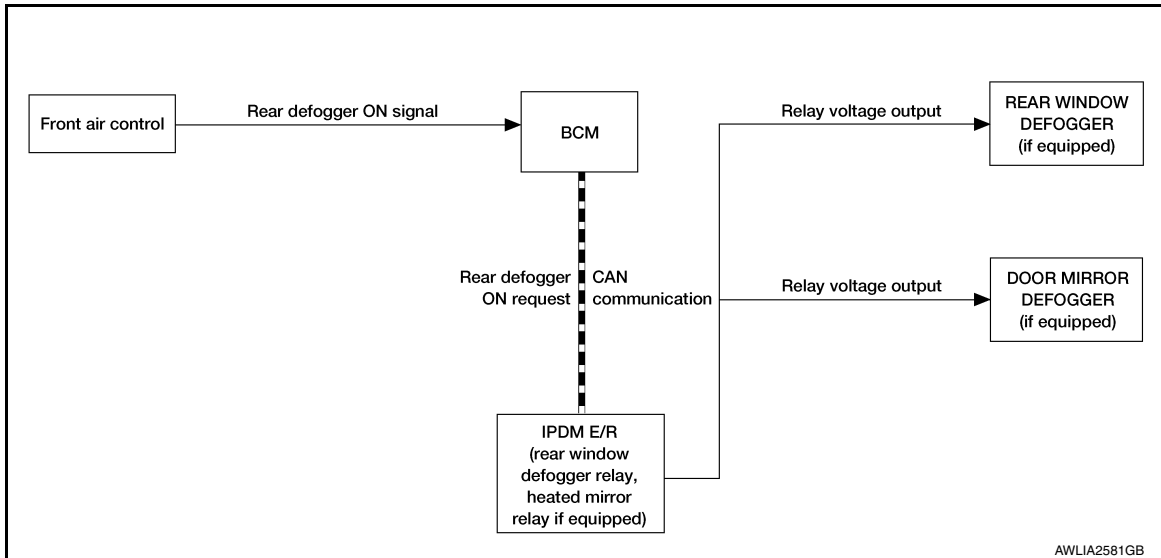 Front air control
Rear defogger ON signal
BCM
Relay voltage output
REAR WINDOW
DEFOGGER
(if equipped)
Rear defogger
ON request
CAN
communication
Relay voltage output
DOOR MIRROR
DEFOGGER
(if equipped)
IPDM E/R
(rear window
defogger relay,
heated mirror
relay if equipped)
AWLIA2581GB